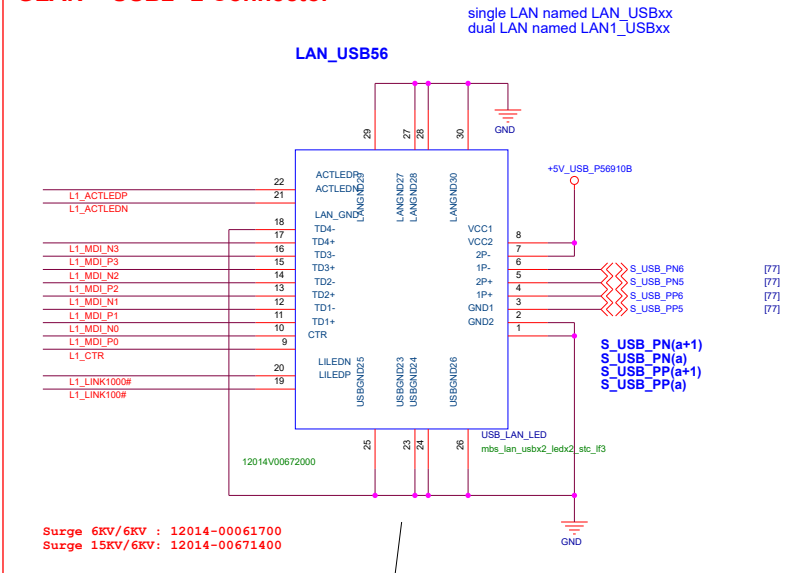 single LAN named LAN_USBxx
dual LAN named LAN1_USBxx
LAN_USB56
29
27
28
30
GND
+5V_USB_P56910B
22
ACTLEDP
21
ACTLEDN
LANGND29
LANGND27
LANGND28
LANGND30
L1_ACTLEDP
L1_ACTLEDN
LAN_GND
18
TD4-
17
TD4+
16
TD3-
15
TD3+
14
TD2-
13
TD2+
12
TD1-
11
TD1+
10
CTR
9
L1_MDI_N3
L1_MDI_P3
L1_MDI_N2
L1_MDI_P2
L1_MDI_N1
L1_MDI_P1
L1_MDI_N0
L1_MDI_P0
L1_CTR
VCC1
8
VCC2
7
2P-
6
1P-
5
2P+
4
1P+
3
GND1
2
GND2
1
S_USB_PN6 [77]
S_USB_PN5 [77]
S_USB_PP6 [77]
S_USB_PP5 [77]
S_USB_PN(a+1)
S_USB_PN(a)
S_USB_PP(a+1)
S_USB_PP(a)
20
LILEDN
19
LILEDP
L1_LINK1000#
L1_LINK100#
USBGND25
USBGND23
USBGND24
USBGND26
25
23
24
26
USB_LAN_LED
mbs_lan_usbx2_ledx2_stc_lf3
12014V00672000
Surge 6KV/6KV : 12014-00061700
Surge 15KV/6KV: 12014-00671400
GND